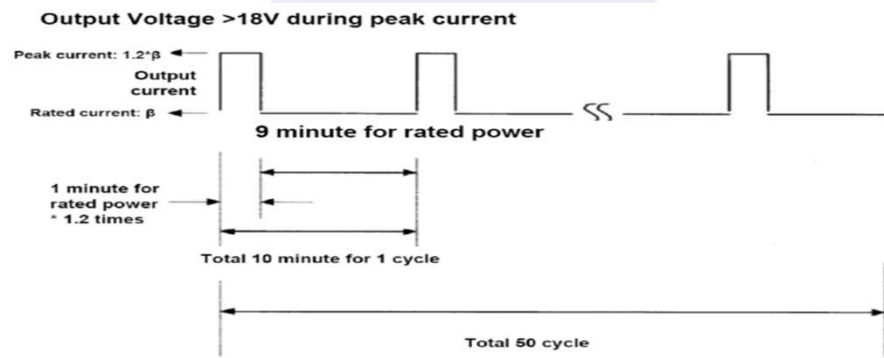 Output Voltage >18V during peak current
Peak current: 1.2*β
Output
current
Rated current: β
9 minute for rated power
1 minute for
rated power
* 1.2 times
Total 10 minute for 1 cycle
Total 50 cycle